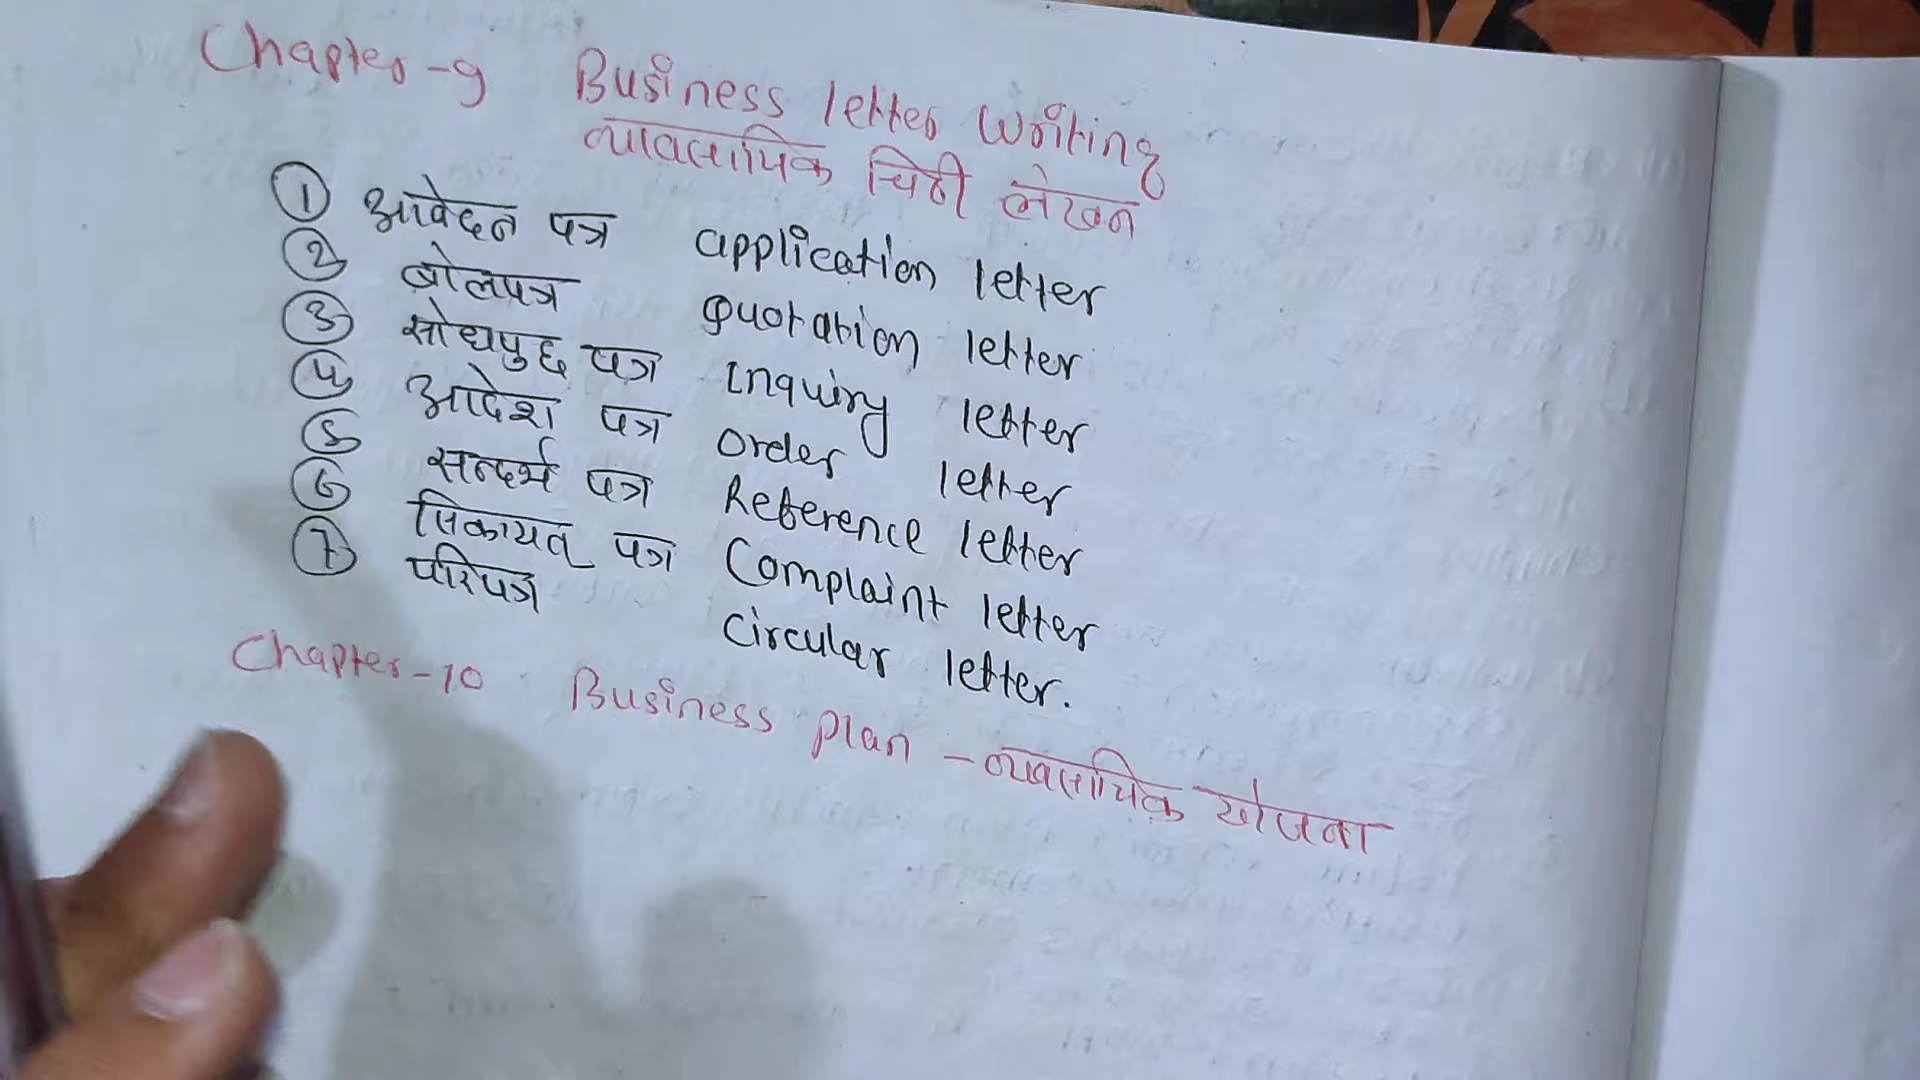 Chapter-9 Business letter Writing
व्यावसायिक चिठी लेखन
① आवेदन पत्र application letter
② बोलपत्र Quotation letter
③ सोधपुछ पत्र Inquiry letter
④ आदेश पत्र order letter
⑤ सन्दर्भ पत्र Reference letter
⑥ सिकायत् पत्र Complaint letter
⑦ परिपत्र circular letter.
Chapter-10 Business plan - व्यवसायिक योजना